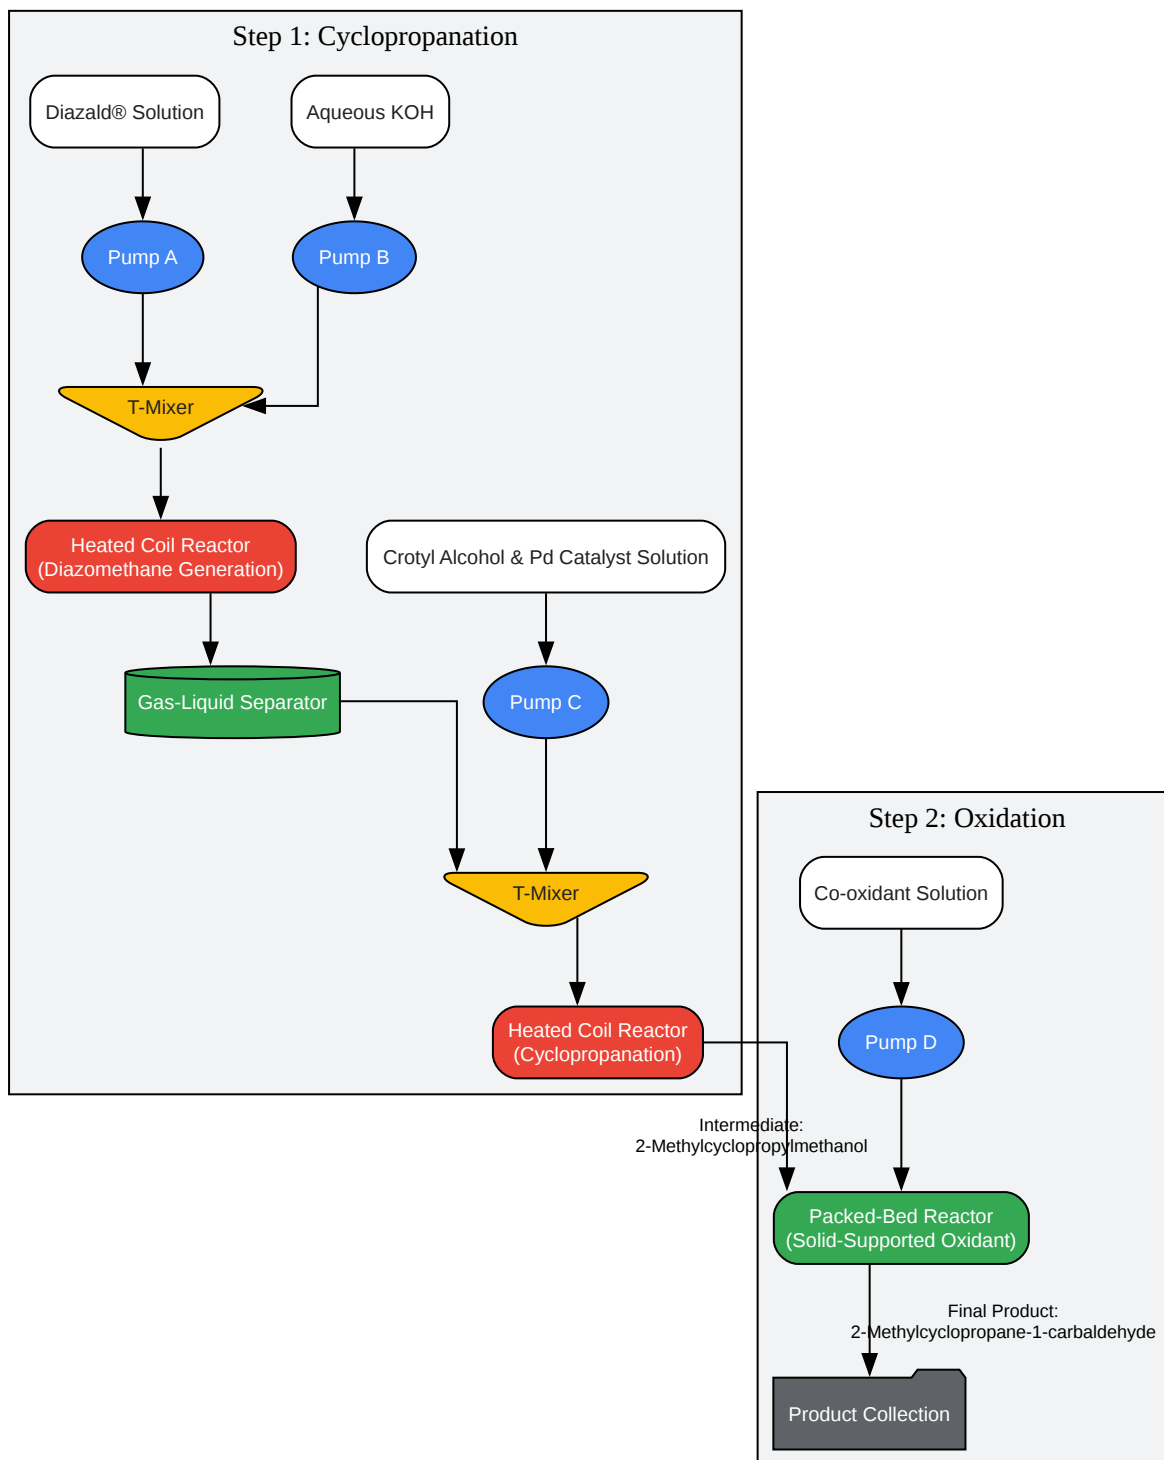 Step 1: Cyclopropanation
Diazald® Solution
Aqueous KOH
Pump A
Pump B
T-Mixer
Heated Coil Reactor
(Diazomethane Generation)
Crotyl Alcohol & Pd Catalyst Solution
Gas-Liquid Separator
Pump C
T-Mixer
Heated Coil Reactor
(Cyclopropanation)
Step 2: Oxidation
Co-oxidant Solution
Pump D
Intermediate:
2-Methylcyclopropylmethanol
Packed-Bed Reactor
(Solid-Supported Oxidant)
Final Product:
2-Methylcyclopropane-1-carbaldehyde
Product Collection